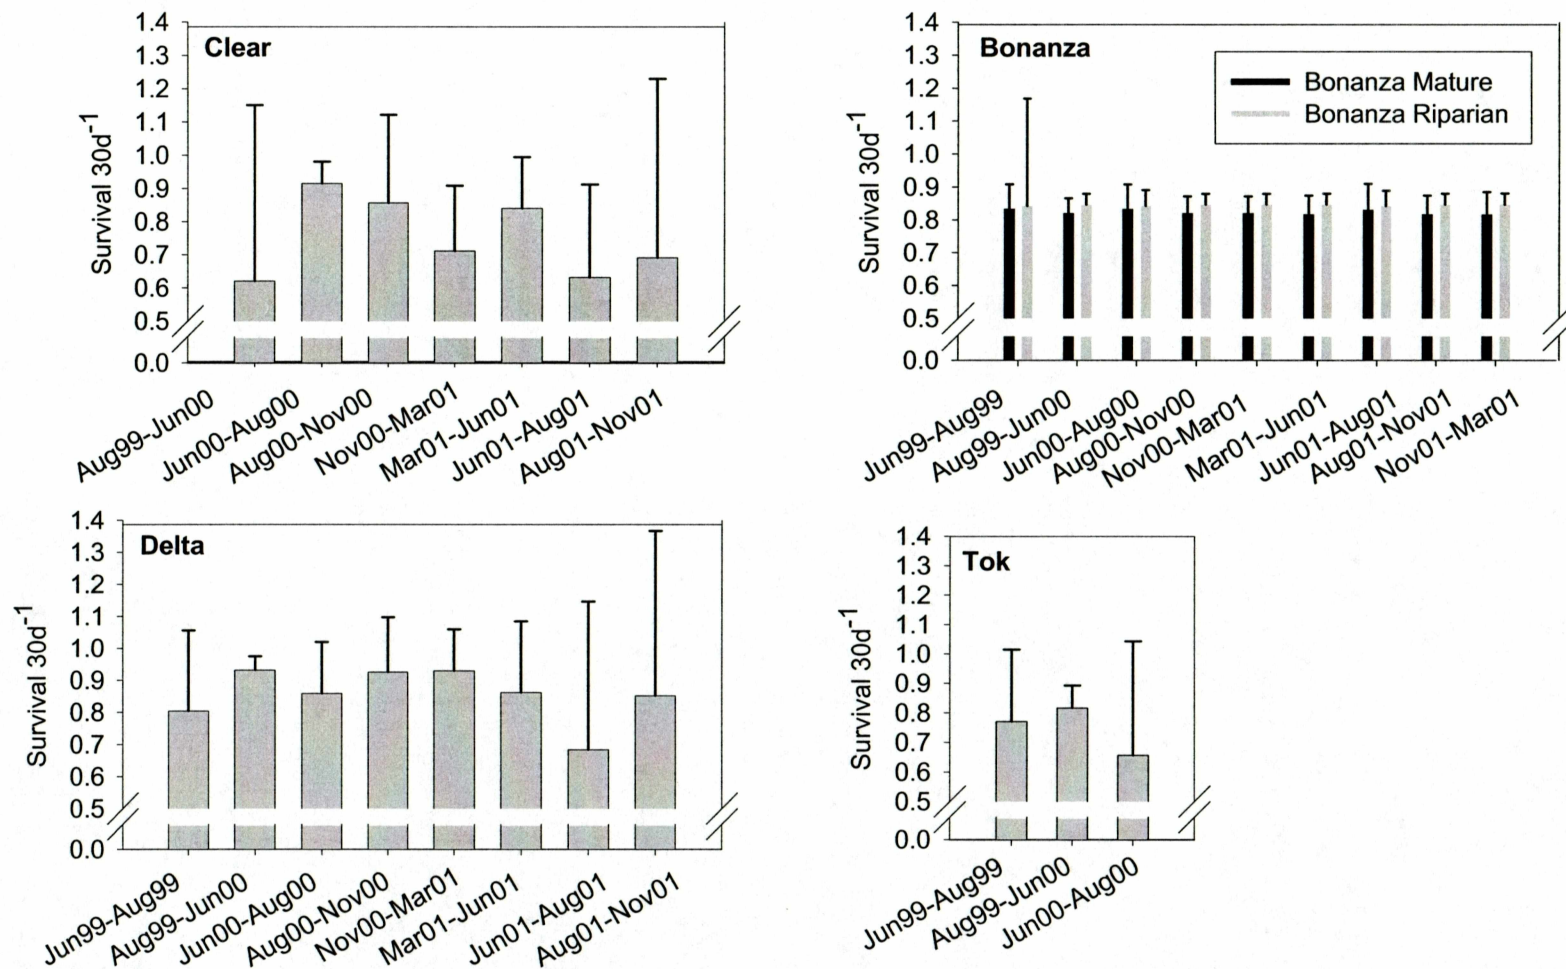 Clear
Survival 30d-1
1.4
1.3
1.2
1.1
1.0
0.9
0.8
0.7
0.6
0.5
0.0
Aug99-Jun00
Jun00-Aug00
Aug00-Nov00
Nov00-Mar01
Mar01-Jun01
Jun01-Aug01
Aug01-Nov01
Bonanza
Bonanza Mature
Bonanza Riparian
Survival 30d-1
1.4
1.3
1.2
1.1
1.0
0.9
0.8
0.7
0.6
0.5
0.0
Jun99-Aug99
Aug99-Jun00
Jun00-Aug00
Aug00-Nov00
Nov00-Mar01
Mar01-Jun01
Jun01-Aug01
Aug01-Nov01
Nov01-Mar01
Delta
Survival 30d-1
1.4
1.3
1.2
1.1
1.0
0.9
0.8
0.7
0.6
0.5
0.0
Jun99-Aug99
Aug99-Jun00
Jun00-Aug00
Aug00-Nov00
Nov00-Mar01
Mar01-Jun01
Jun01-Aug01
Aug01-Nov01
Tok
Survival 30d-1
1.4
1.3
1.2
1.1
1.0
0.9
0.8
0.7
0.6
0.5
0.0
Jun99-Aug99
Aug99-Jun00
Jun00-Aug00